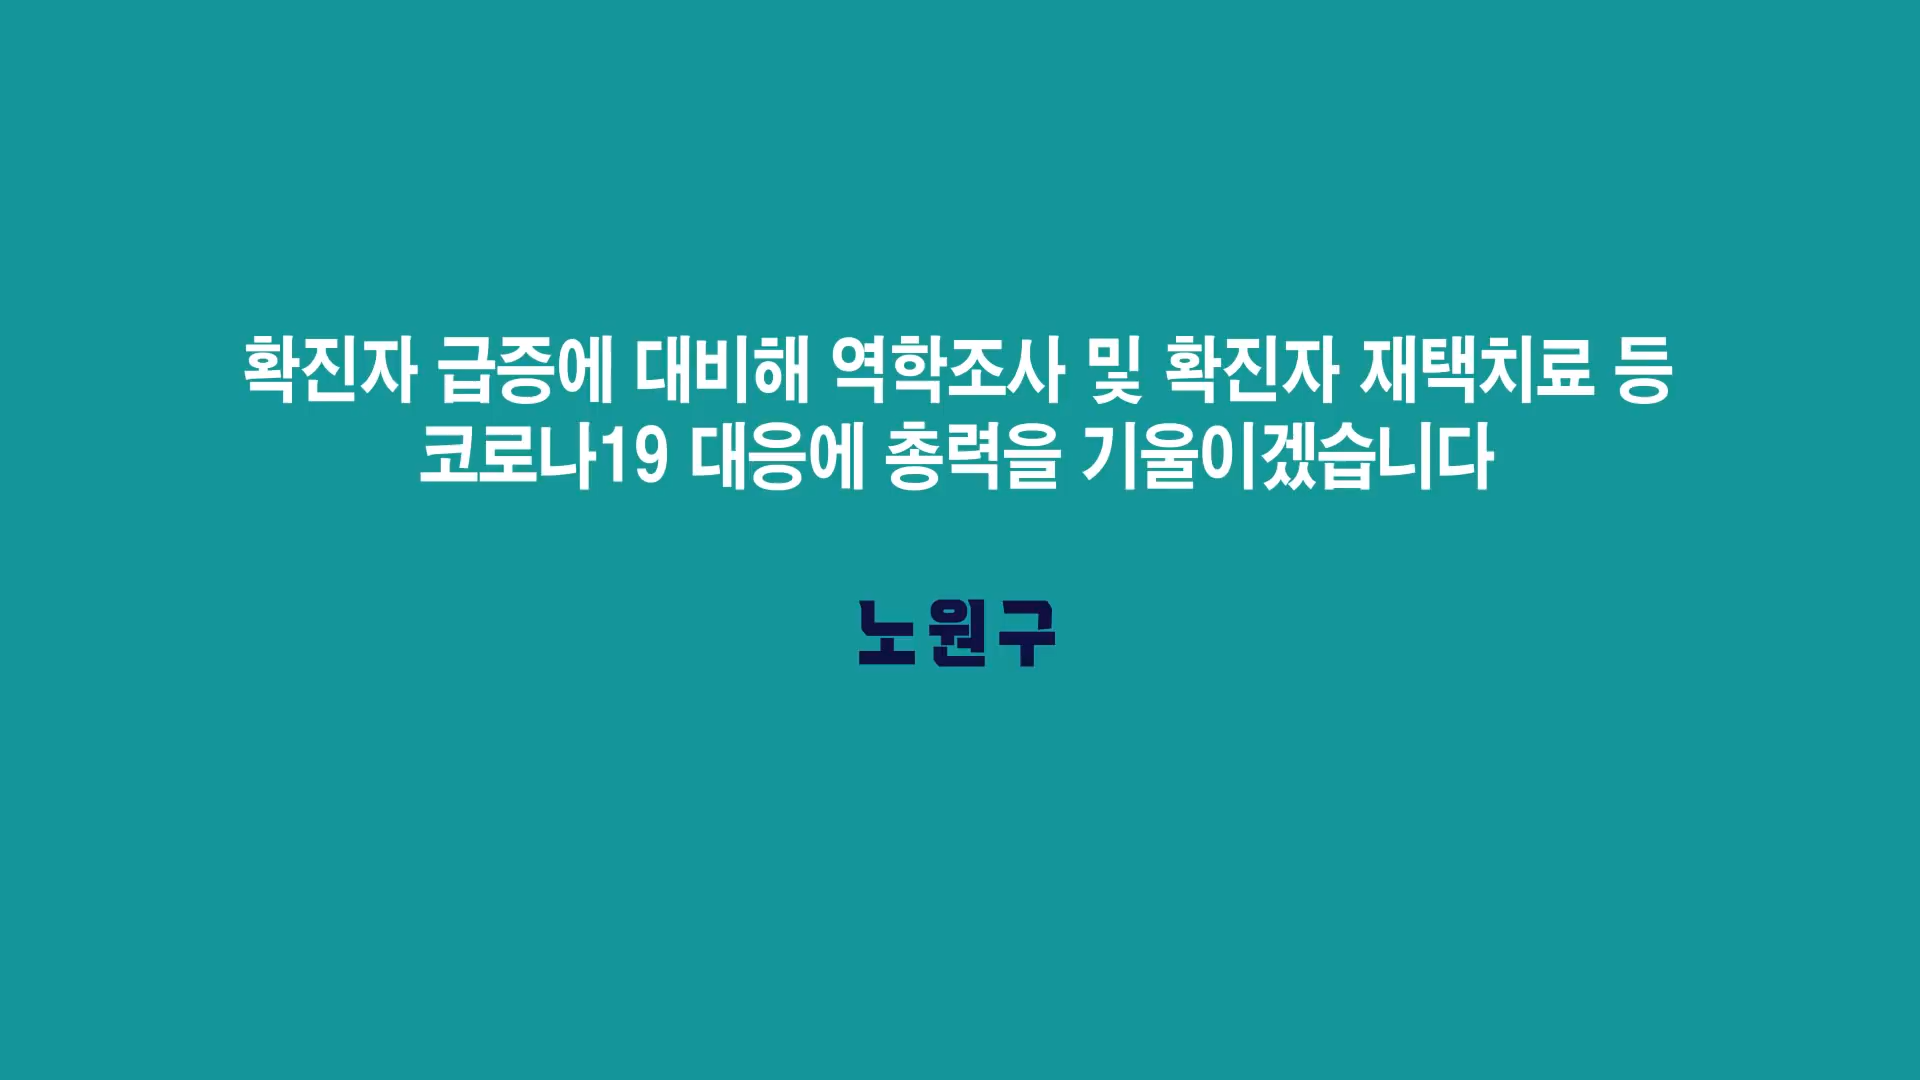 확진자 급증에 대비해 역학조사 및 확진자 재택치료 등
코로나19 대응에 총력을 기울이겠습니다
노원구